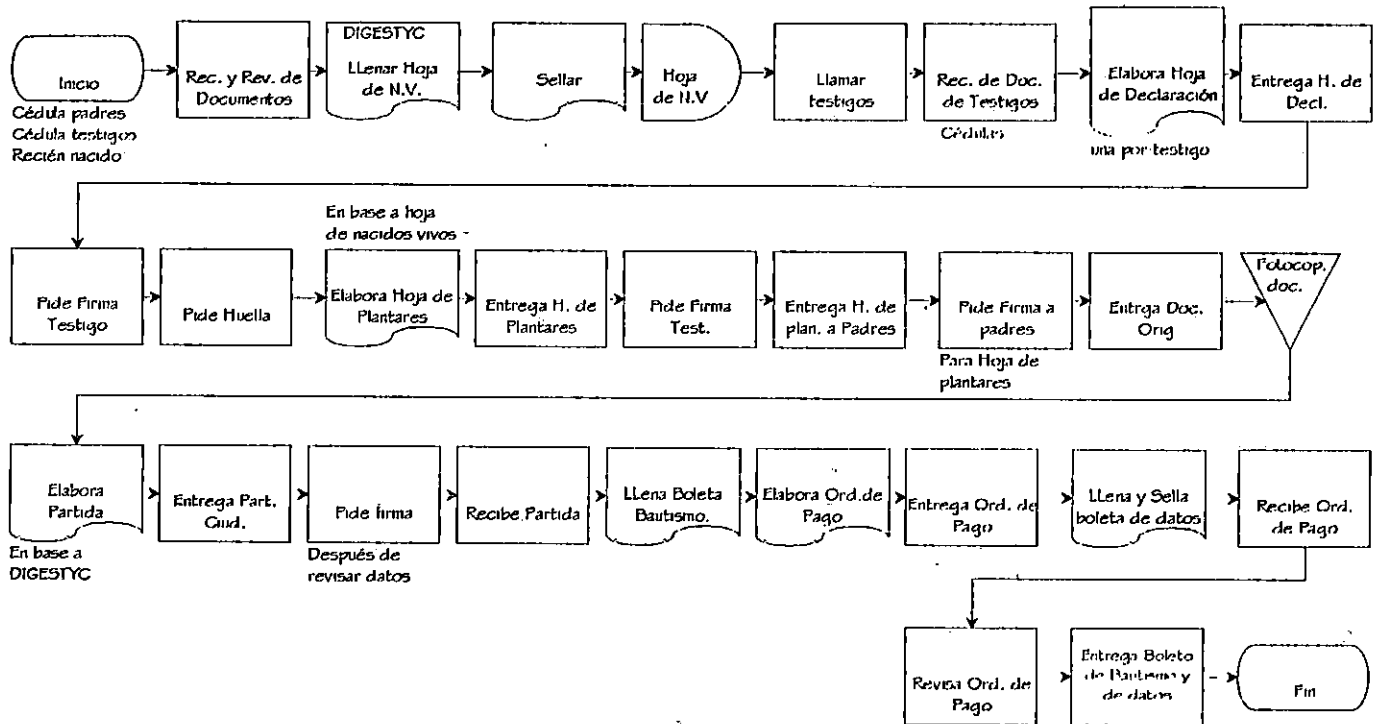 Inicio
Cédula padres
Cédula testigos
Recién nacido
Rec. y Rev. de
Documentos
DIGESTYC
LLenar Hoja
de N.V.
Sellar
Hoja
de N.V
Llamar
testigos
Rec. de Doc.
de Testigos
Cédulas
Elabora Hoja
de Declaración
una por testigo
Entrega H. de
Decl.
Pide Firma
Testigo
Pide Huella
En base a hoja
de nacidos vivos
Elabora Hoja de
Plantares
Entrega H. de
Plantares
Pide Firma
Test.
Entrega H. de
plan. a Padres
Pide Firma a
padres
Para Hoja de
plantares
Entrga Doc.
Orig
Fotocop.
doc.
Elabora
Partida
En base a
DIGESTYC
Entrega Part.
Ciud.
Pide firma
Después de
revisar datos
Recibe Partida
LLena Boleta
Bautismo.
Elabora Ord.de
Pago
Entrega Ord. de
Pago
LLena y Sella
boleta de datos
Recibe Ord.
de Pago
Revisa Ord. de
Pago
Entrega Boleto
de Bautismo y
de datos
Fin